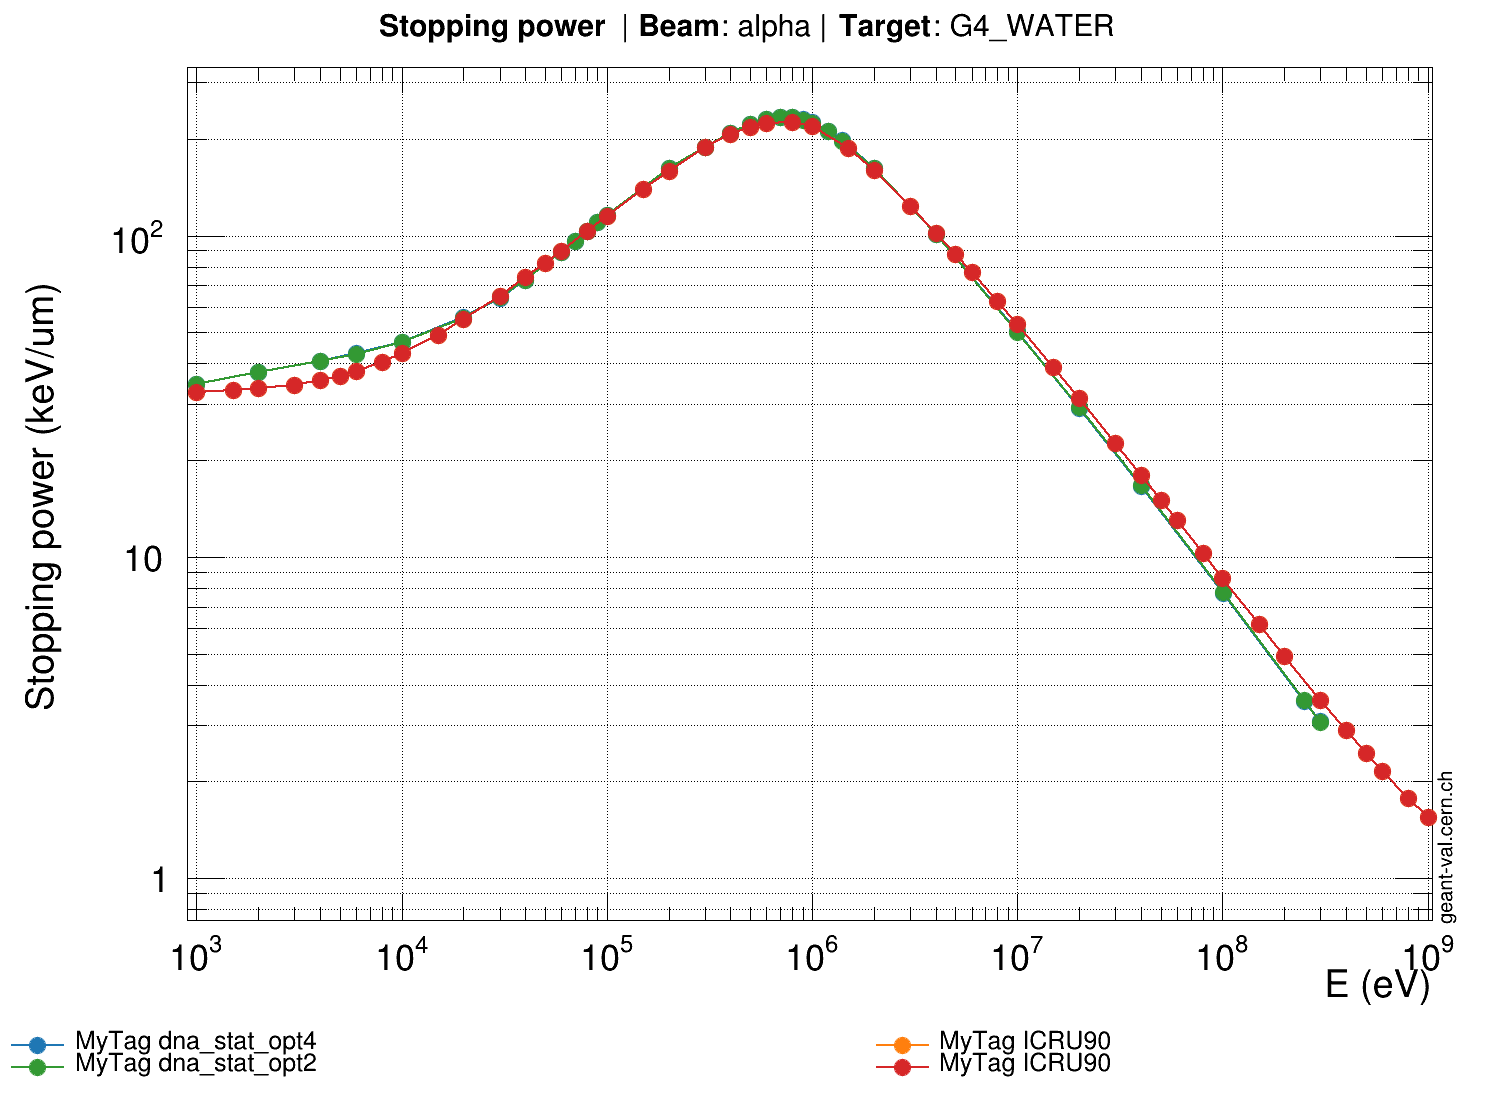 Stopping power | Beam: alpha | Target: G4_WATER
Stopping power (keV/um)
10²
10
1
10³ 10⁴ 10⁵ 10⁶ 10⁷ 10⁸ 10⁹
E (eV)
geant-val.cern.ch
MyTag dna_stat_opt4 MyTag ICRU90
MyTag dna_stat_opt2 MyTag ICRU90